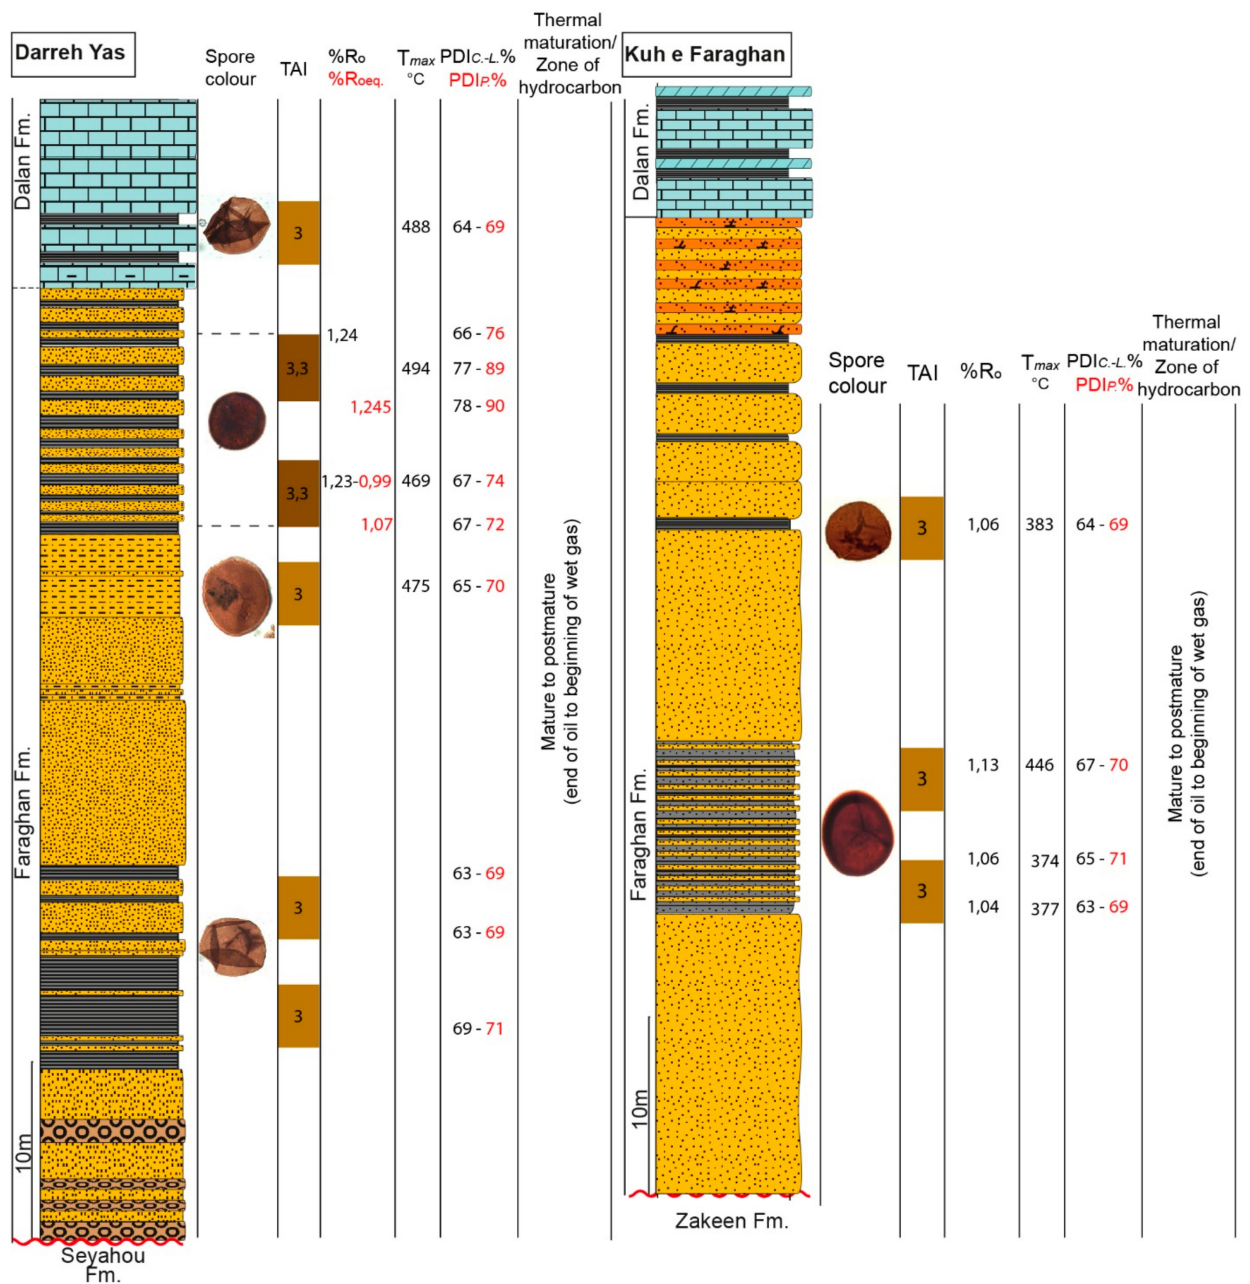 Darreh Yas
Spore
colour
TAI
%Ro
%Roeq.
Tmax
°C
PDIC.-L.%
PDIP.%
Thermal
maturation/
Zone of
hydrocarbon
Dalan Fm.
Faraghan Fm.
10m
Seyahou
Fm.
3
488
64 - 69
1,24
66 - 76
3,3
494
77 - 89
1,245
78 - 90
3,3
1,23-0,99
469
67 - 74
1,07
67 - 72
3
475
65 - 70
3
63 - 69
63 - 69
3
69 - 71
Mature to postmature
(end of oil to beginning of wet gas)
Kuh e Faraghan
Dalan Fm.
Faraghan Fm.
10m
Zakeen Fm.
Spore
colour
TAI
%Ro
Tmax
°C
PDIC.-L.%
PDIP.%
Thermal
maturation/
Zone of
hydrocarbon
3
1,06
383
64 - 69
3
1,13
446
67 - 70
3
1,06
374
65 - 71
1,04
377
63 - 69
Mature to postmature
(end of oil to beginning of wet gas)